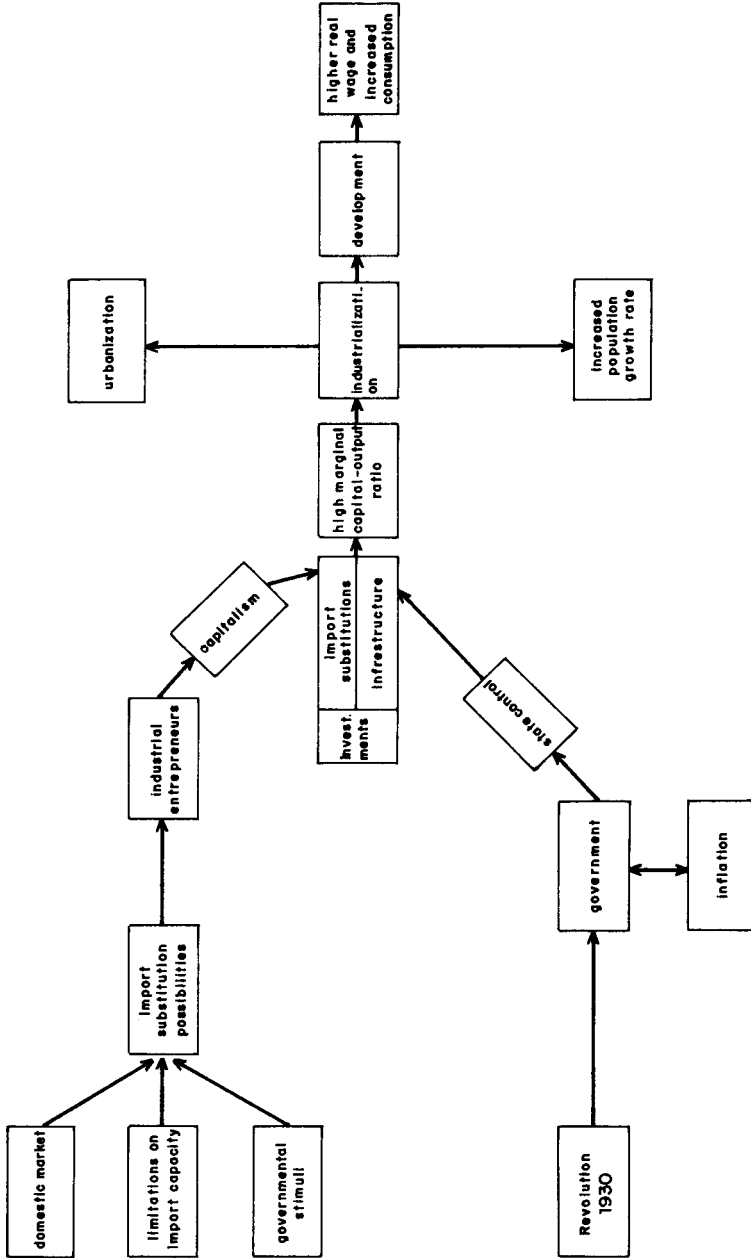 domestic market
limitations on
import capacity
governmental
stimuli
Import
substitution
possibilities
industrial
entrepreneurs
capitalism
Revolution
1930
government
inflation
state control
invest.
ments
import
substitutions
infrestructure
high marginal
capital-output
ratio
industrializati-
on
urbanization
increased
population
growth rate
development
higher real
wage and
increased
consumption